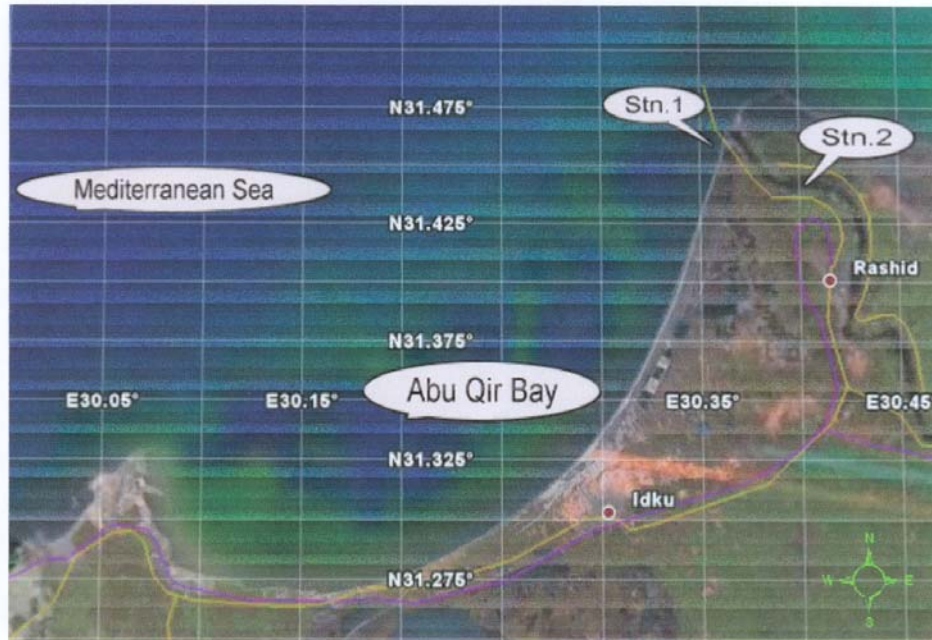 N31.475°
Stn.1
Stn.2
Mediterranean Sea
N31.425°
Rashid
N31.375°
Abu Qir Bay
E30.05°
E30.15°
E30.35°
E30.45
N31.325°
Idku
N31.275°
N
W
E
S